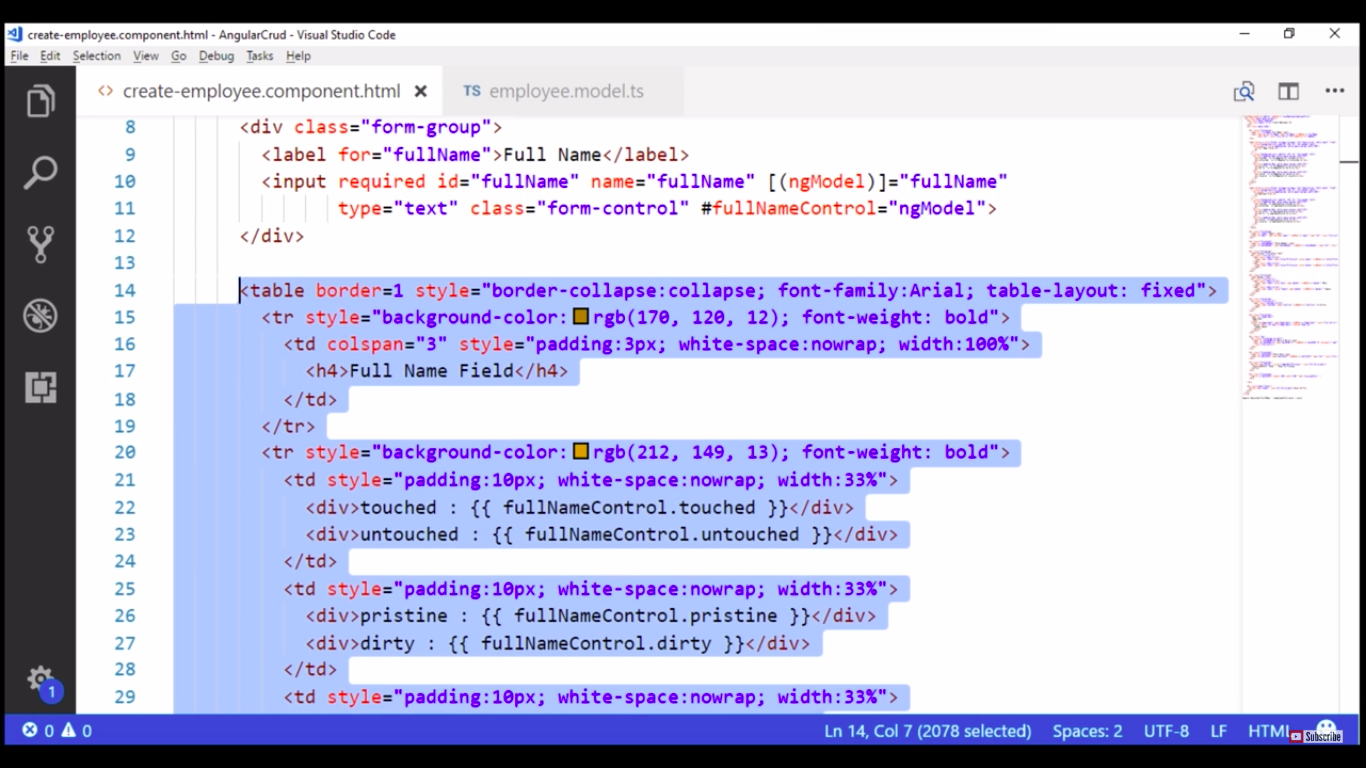 create-employee.component.html - AngularCrud - Visual Studio Code
File Edit Selection View Go Debug Tasks Help
<> create-employee.component.html × TS employee.model.ts
8 <div class="form-group">
9 <label for="fullName">Full Name</label>
10 <input required id="fullName" name="fullName" [(ngModel)]="fullName"
11 type="text" class="form-control" #fullNameControl="ngModel">
12 </div>
13
14 <table border=1 style="border-collapse:collapse; font-family:Arial; table-layout: fixed">
15 <tr style="background-color:rgb(170, 120, 12); font-weight: bold">
16 <td colspan="3" style="padding:3px; white-space:nowrap; width:100%">
17 <h4>Full Name Field</h4>
18 </td>
19 </tr>
20 <tr style="background-color:rgb(212, 149, 13); font-weight: bold">
21 <td style="padding:10px; white-space:nowrap; width:33%">
22 <div>touched : {{ fullNameControl.touched }}</div>
23 <div>untouched : {{ fullNameControl.untouched }}</div>
24 </td>
25 <td style="padding:10px; white-space:nowrap; width:33%">
26 <div>pristine : {{ fullNameControl.pristine }}</div>
27 <div>dirty : {{ fullNameControl.dirty }}</div>
28 </td>
29 <td style="padding:10px; white-space:nowrap; width:33%">
1
0 0 Ln 14, Col 7 (2078 selected) Spaces: 2 UTF-8 LF HTML
Subscribe